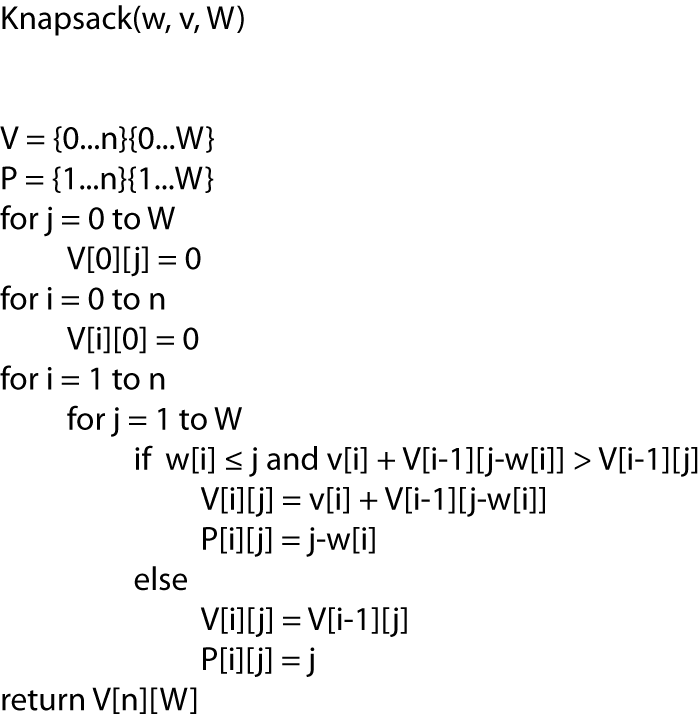 Knapsack(w, v, W)
V = {0...n}{0...W}
P = {1...n}{1...W}
for j = 0 to W
V[0][j] = 0
for i = 0 to n
V[i][0] = 0
for i = 1 to n
for j = 1 to W
if w[i] ≤ j and v[i] + V[i-1][j-w[i]] > V[i-1][j]
V[i][j] = v[i] + V[i-1][j-w[i]]
P[i][j] = j-w[i]
else
V[i][j] = V[i-1][j]
P[i][j] = j
return V[n][W]